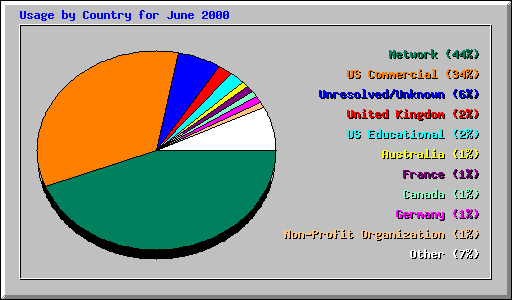 Usage by Country for June 2000
Network (44%)
US Commercial (34%)
Unresolved/Unknown (6%)
United Kingdom (2%)
US Educational (2%)
Australia (1%)
France (1%)
Canada (1%)
Germany (1%)
Non-Profit Organization (1%)
Other (7%)